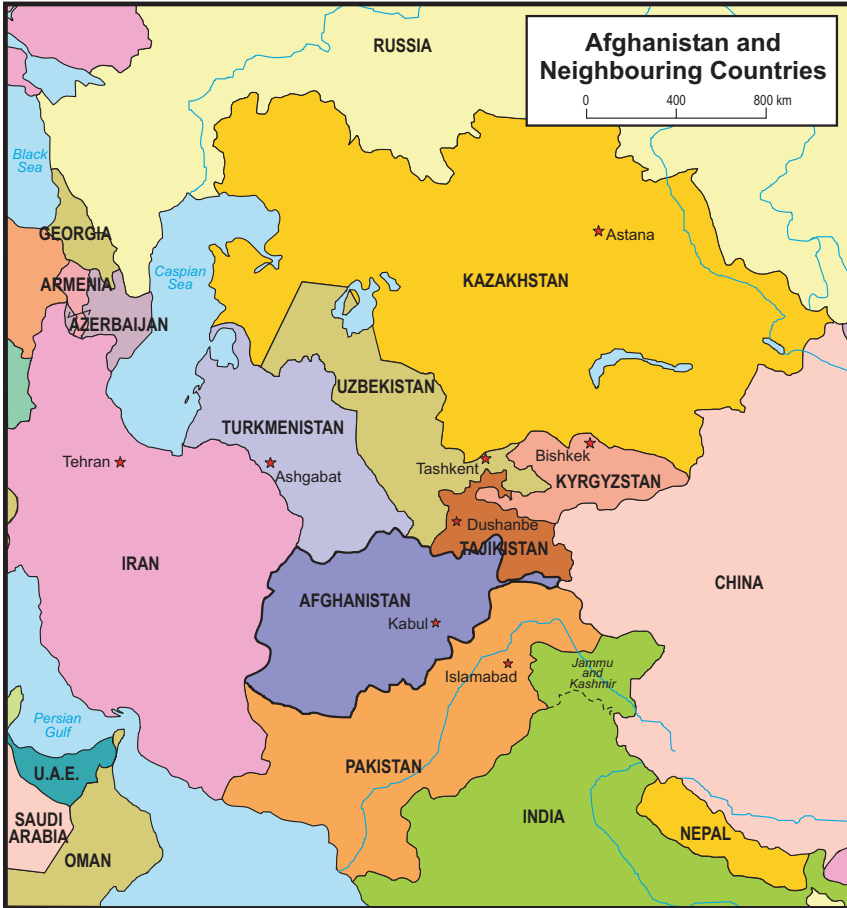 Afghanistan and
Neighbouring Countries
0 400 800 km
RUSSIA
Black
Sea
GEORGIA
Astana
Caspian
Sea
ARMENIA
KAZAKHSTAN
AZERBAIJAN
UZBEKISTAN
TURKMENISTAN
Bishkek
Tehran
Tashkent
Ashgabat
KYRGYZSTAN
Dushanbe
TAJIKISTAN
IRAN
CHINA
AFGHANISTAN
Kabul
Jammu
and
Kashmir
Islamabad
Persian
Gulf
PAKISTAN
U.A.E.
SAUDI
ARABIA
INDIA
NEPAL
OMAN